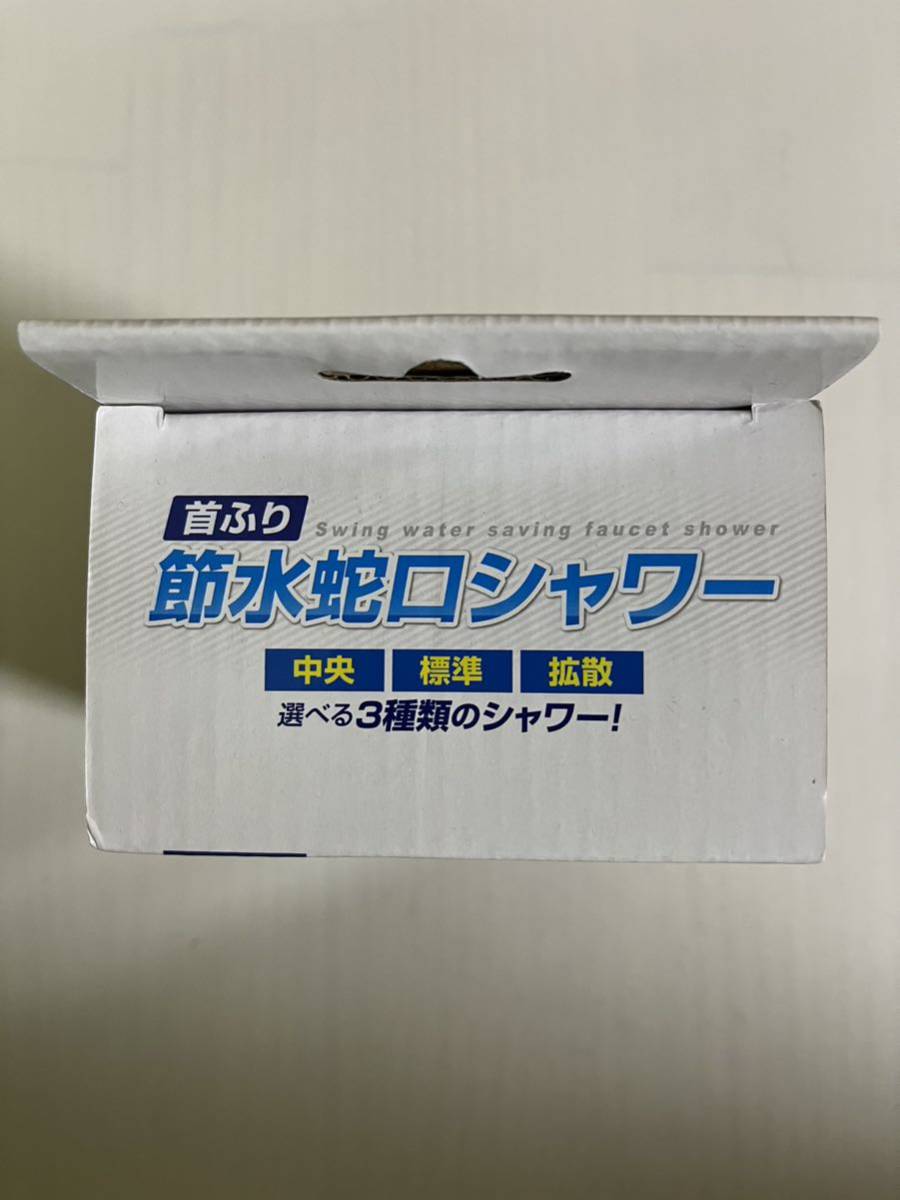 首ふり
Swing water saving faucet shower
節水蛇口シャワー
中央 標準 拡散
選べる3種類のシャワー!